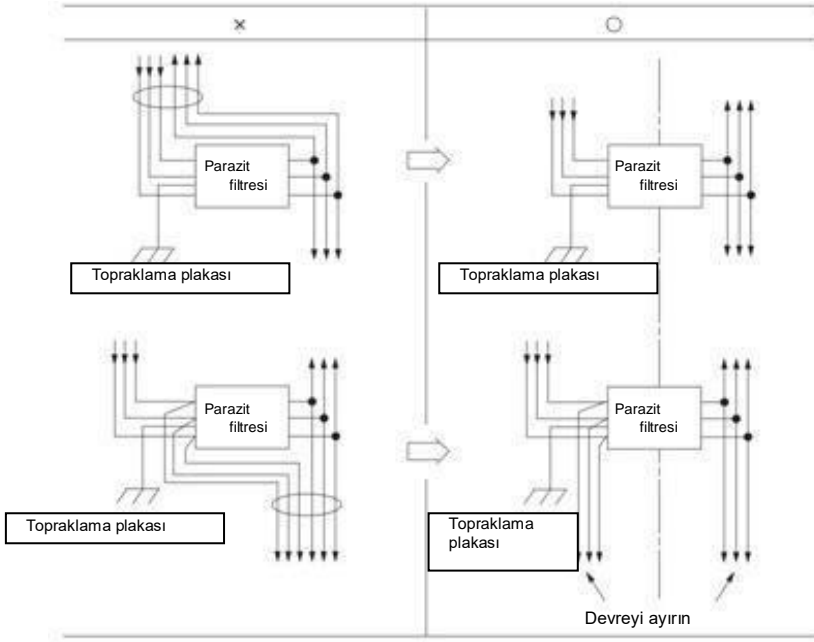 × ○
Parazit
filtresi
Parazit
filtresi
Topraklama plakası
Topraklama plakası
Parazit
filtresi
Parazit
filtresi
Topraklama plakası
Topraklama
plakası
Devreyi ayırın